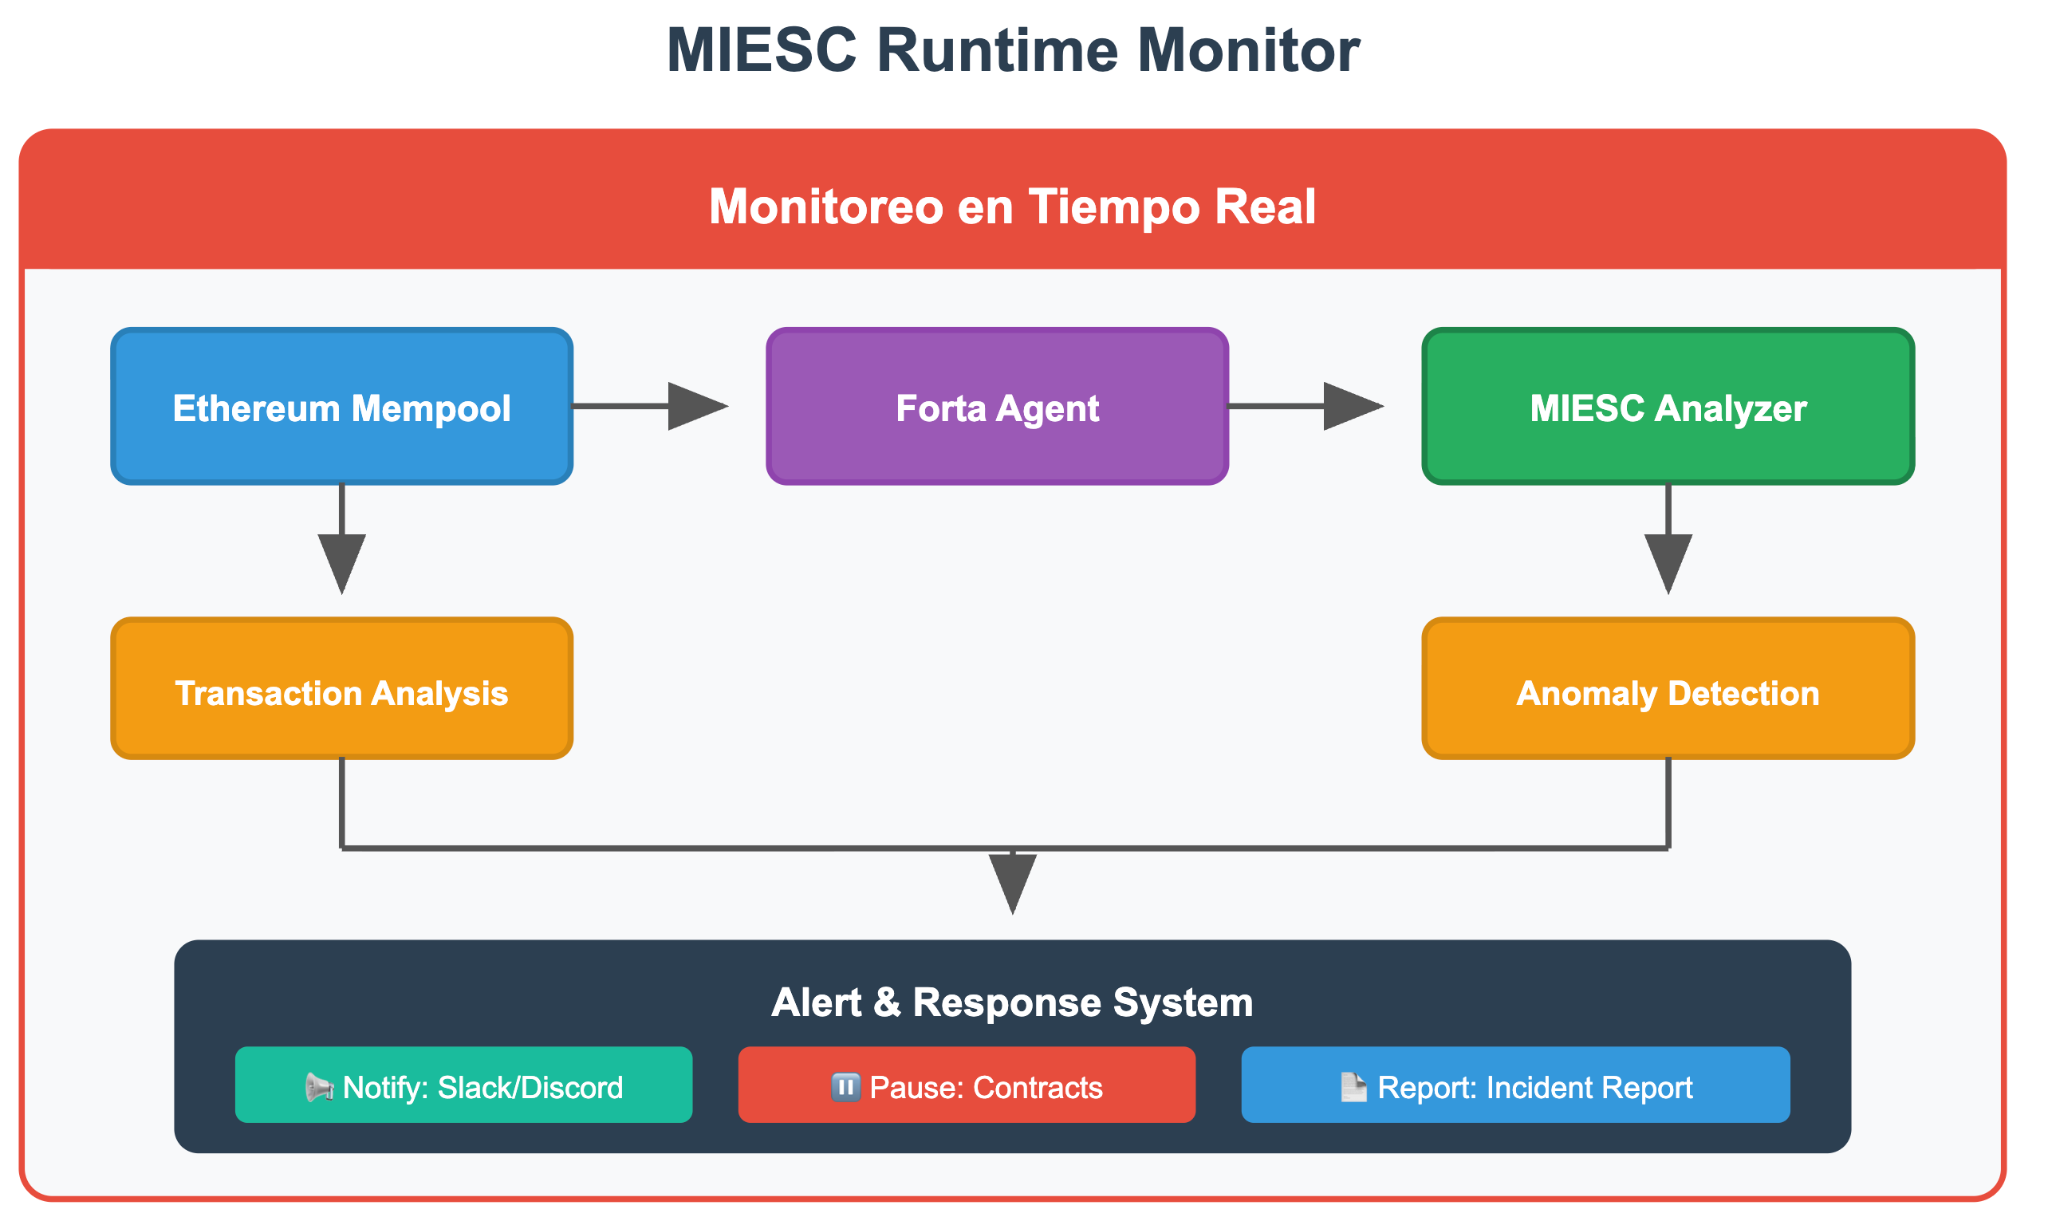 MIESC Runtime Monitor
Monitoreo en Tiempo Real
Ethereum Mempool
Forta Agent
MIESC Analyzer
Transaction Analysis
Anomaly Detection
Alert & Response System
📢 Notify: Slack/Discord
⏸️ Pause: Contracts
📄 Report: Incident Report